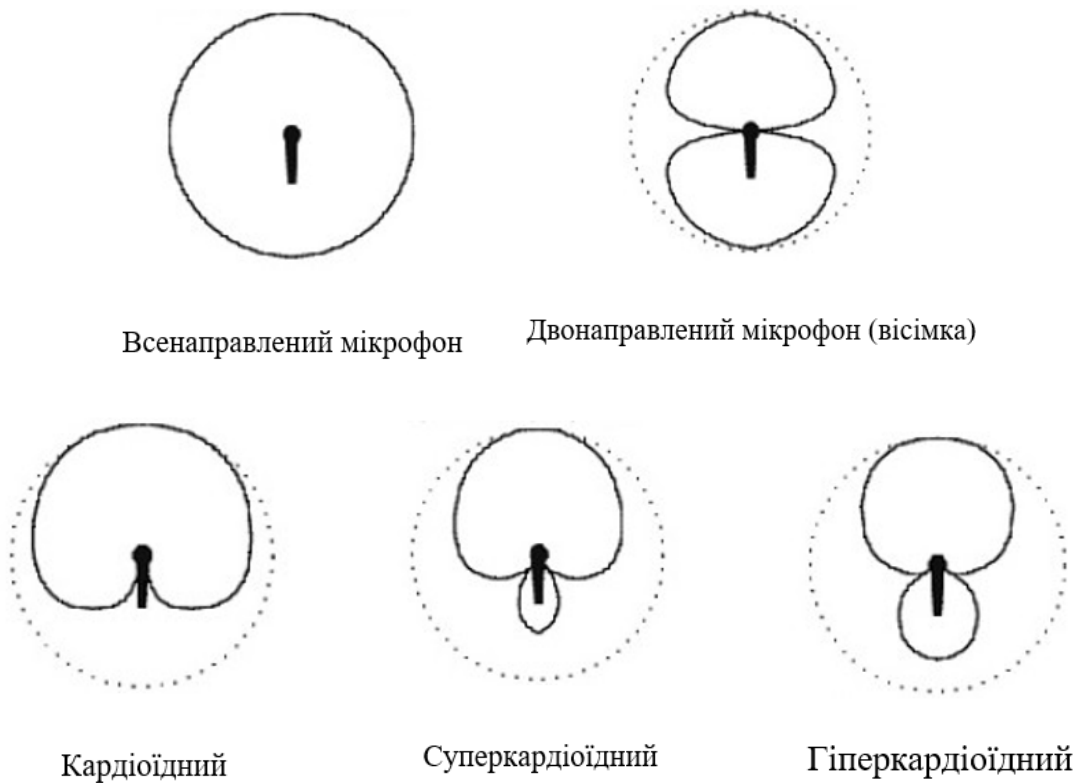 Всенаправлений мікрофон
Двонаправлений мікрофон (вісімка)
Кардіоїдний
Суперкардіоїдний
Гіперкардіоїдний